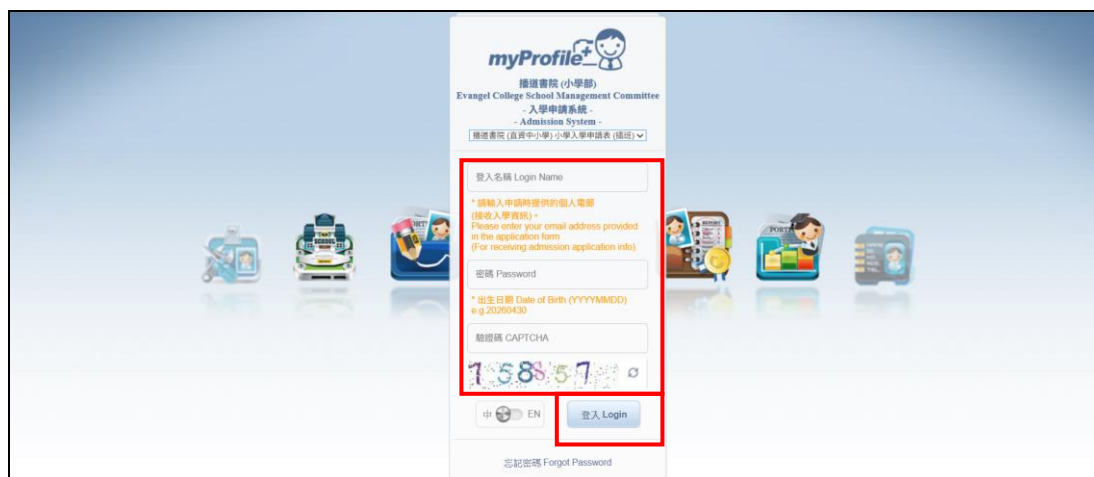 myProfile+
播道書院 (小學部)
Evangel College School Management Committee
- 入學申請系統 -
- Admission System -
播道書院 (直資中小學) 小學入學申請表 (插班)
登入名稱 Login Name
* 請輸入申請時提供的個人電郵
(接收入學資訊)。
Please enter your email address provided
in the application form
(For receiving admission application info)
密碼 Password
* 出生日期 Date of Birth (YYYYMMDD)
e.g.20260430
驗證碼 CAPTCHA
中 EN
登入 Login
忘記密碼 Forgot Password
SCHOOL
REPORT